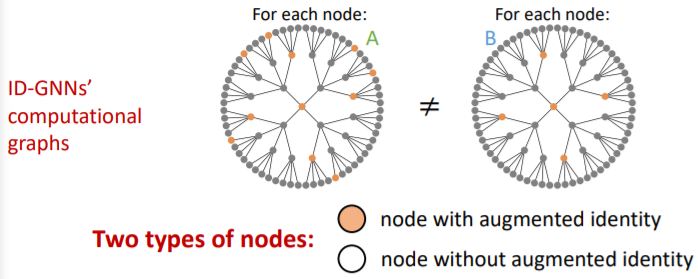 For each node:
For each node:
A
B
ID-GNNs’
computational
graphs
≠
node with augmented identity
Two types of nodes:
node without augmented identity